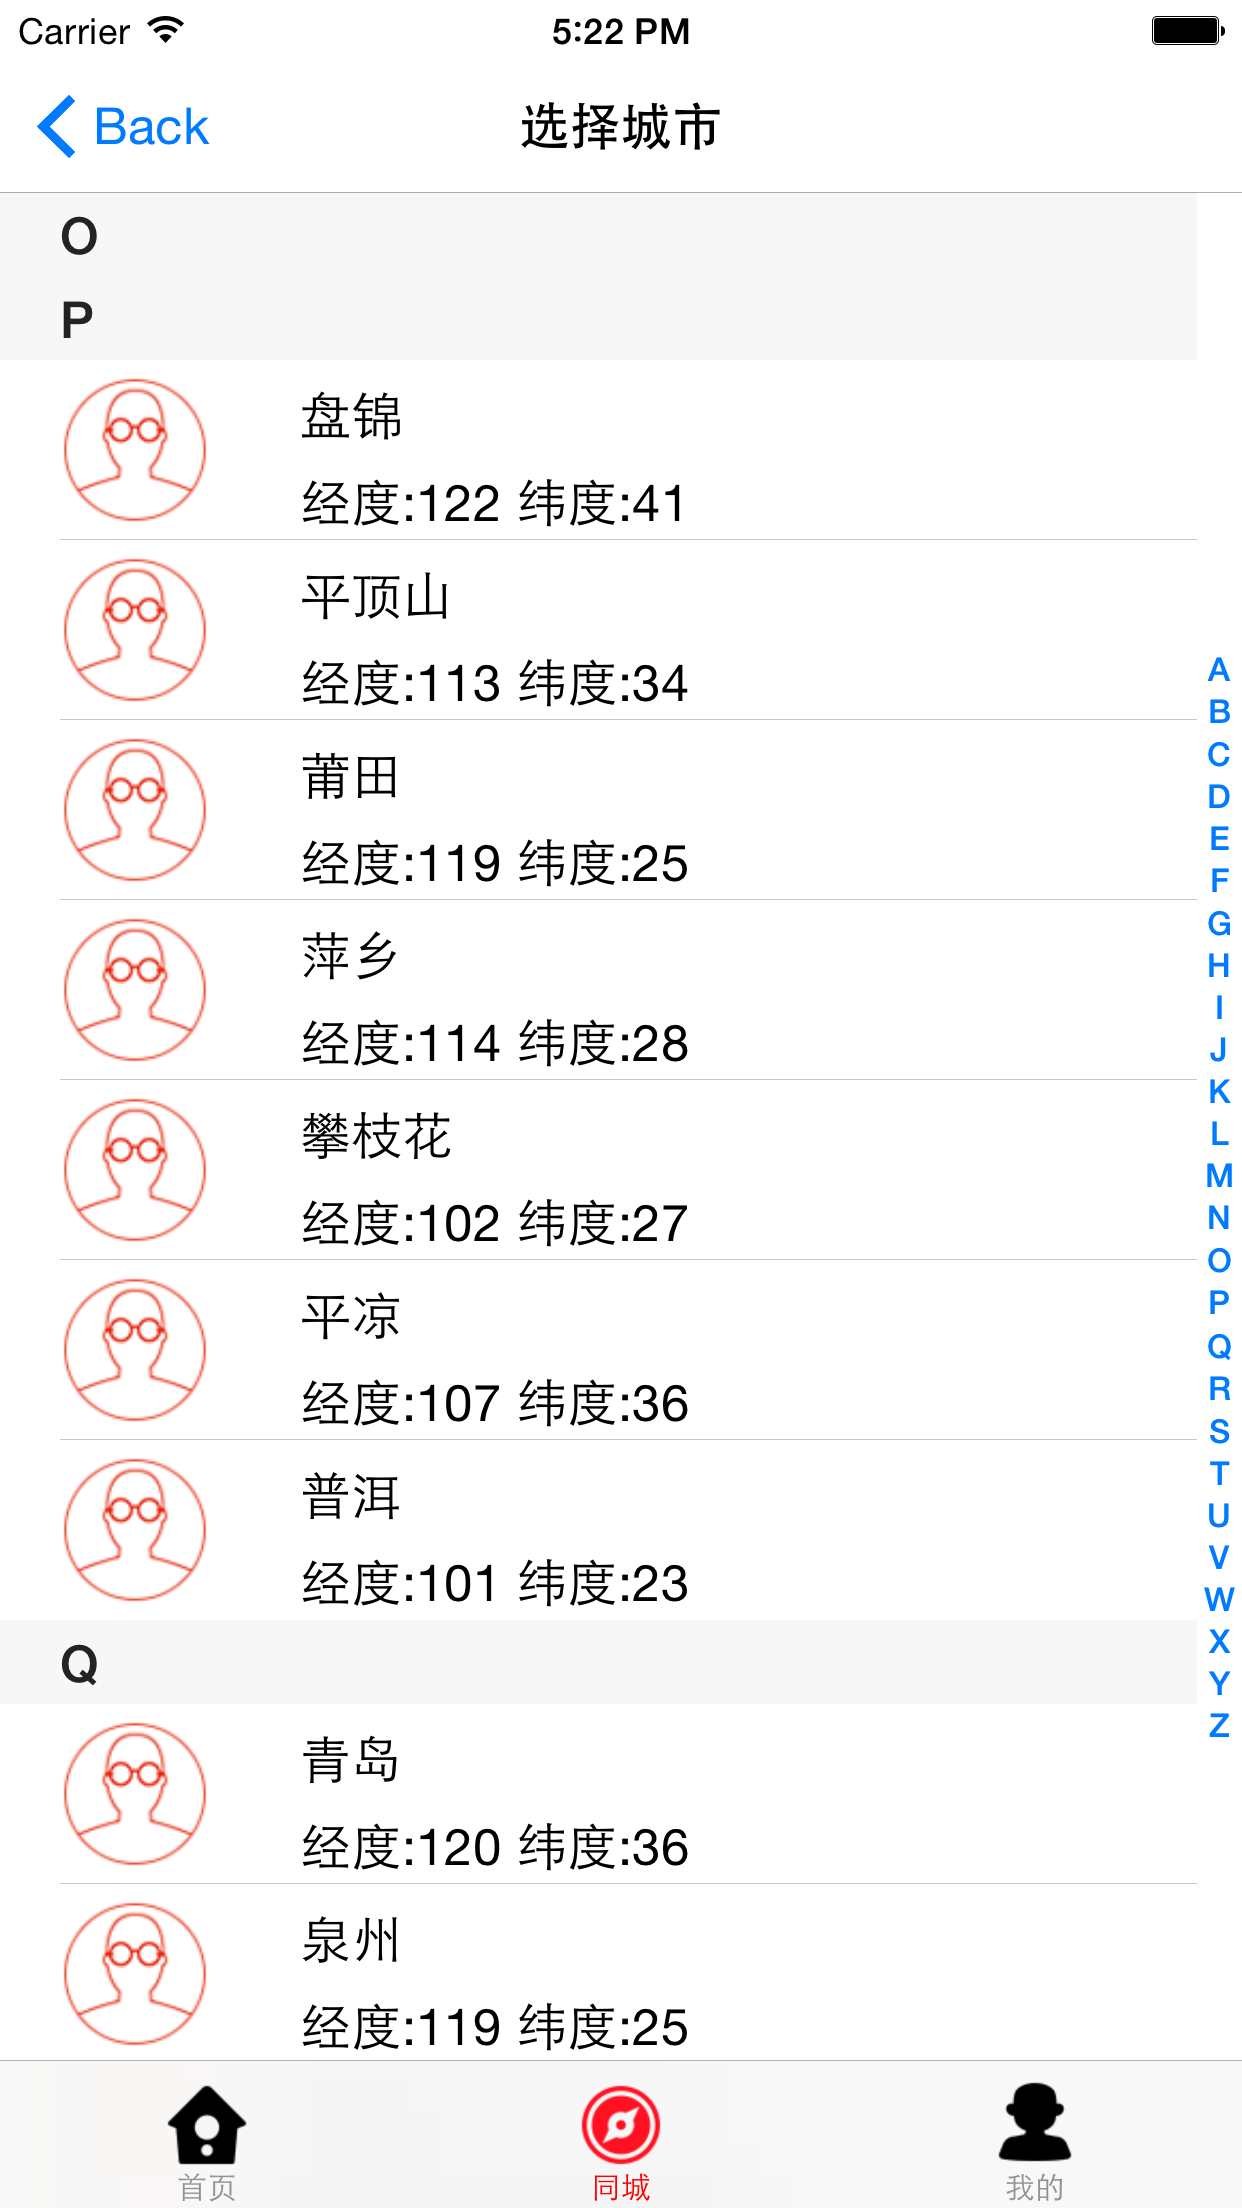 Carrier 5:22 PM
Back 选择城市
O
P
盘锦
经度:122 纬度:41
平顶山
经度:113 纬度:34
莆田
经度:119 纬度:25
萍乡
经度:114 纬度:28
攀枝花
经度:102 纬度:27
平凉
经度:107 纬度:36
普洱
经度:101 纬度:23
Q
青岛
经度:120 纬度:36
泉州
经度:119 纬度:25
A
B
C
D
E
F
G
H
I
J
K
L
M
N
O
P
Q
R
S
T
U
V
W
X
Y
Z
首页 同城 我的